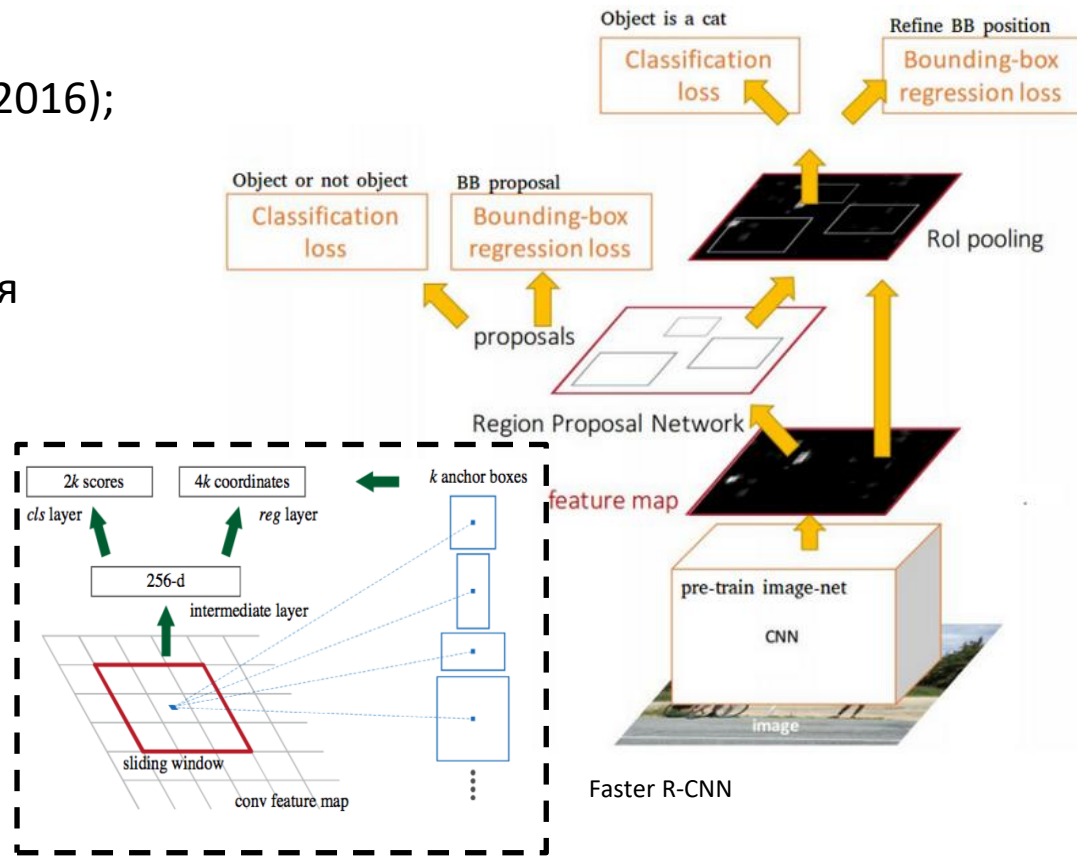 2016);
я
Object is a cat
Classification
loss
Refine BB position
Bounding-box
regression loss
Object or not object
Classification
loss
BB proposal
Bounding-box
regression loss
RoI pooling
proposals
Region Proposal Network
feature map
pre-train image-net
CNN
image
Faster R-CNN
2k scores
4k coordinates
k anchor boxes
cls layer
reg layer
256-d
intermediate layer
sliding window
conv feature map